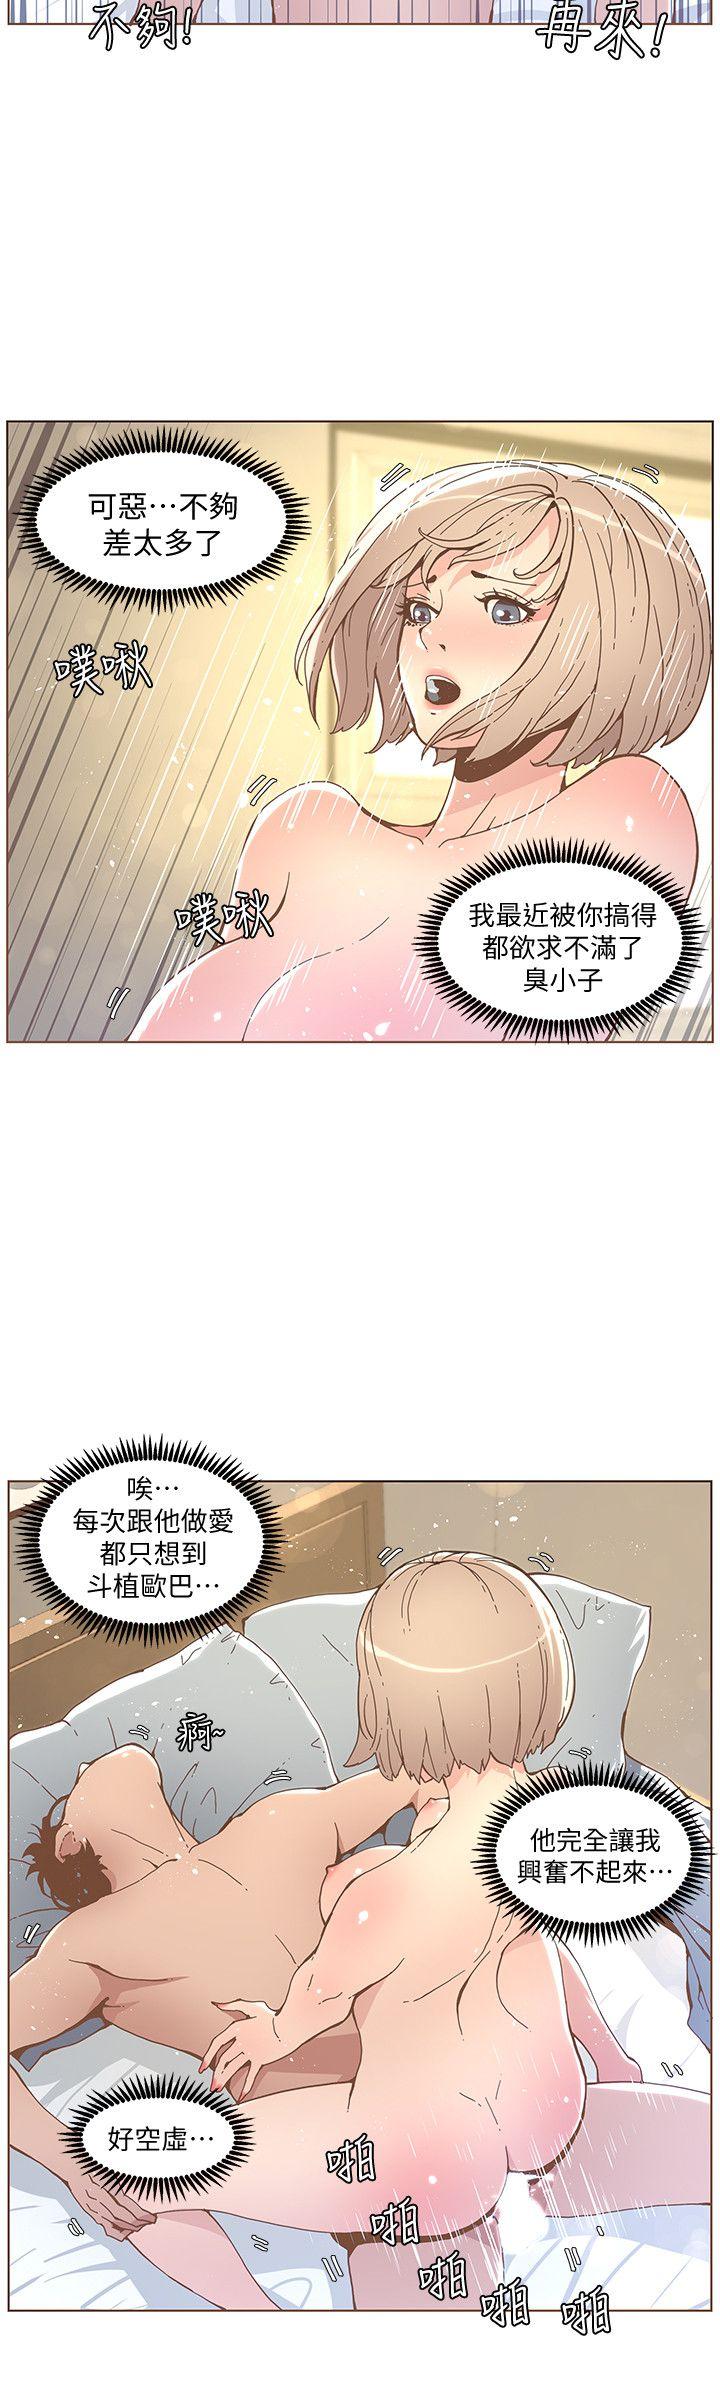 不夠!
再來!
可惡…不夠
差太多了
噗啾
噗啾
我最近被你搞得
都欲求不滿了
臭小子
唉…
每次跟他做愛
都只想到
斗植歐巴…
痾~
他完全讓我
興奮不起來…
好空虛…
啪
啪
啪
啪
啪